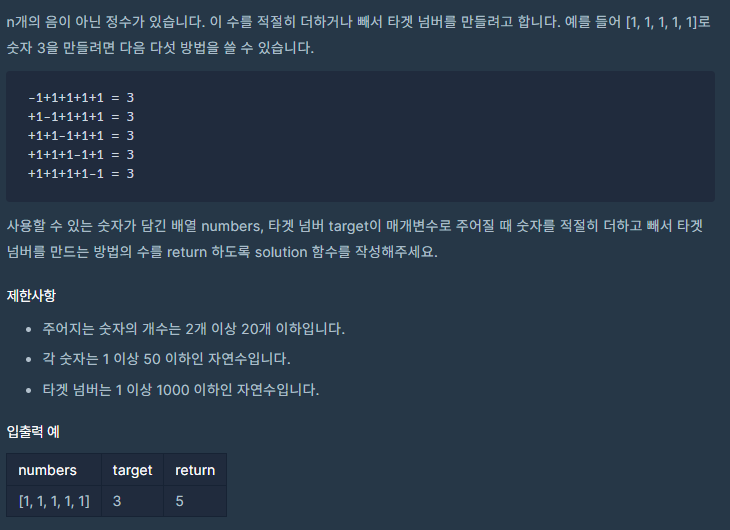 n개의 음이 아닌 정수가 있습니다. 이 수를 적절히 더하거나 빼서 타겟 넘버를 만들려고 합니다. 예를 들어 [1, 1, 1, 1, 1]로
숫자 3을 만들려면 다음 다섯 방법을 쓸 수 있습니다.
-1+1+1+1+1 = 3
+1-1+1+1+1 = 3
+1+1-1+1+1 = 3
+1+1+1-1+1 = 3
+1+1+1+1-1 = 3
사용할 수 있는 숫자가 담긴 배열 numbers, 타겟 넘버 target이 매개변수로 주어질 때 숫자를 적절히 더하고 빼서 타겟
넘버를 만드는 방법의 수를 return 하도록 solution 함수를 작성해주세요.
제한사항
• 주어지는 숫자의 개수는 2개 이상 20개 이하입니다.
• 각 숫자는 1 이상 50 이하인 자연수입니다.
• 타겟 넘버는 1 이상 1000 이하인 자연수입니다.
입출력 예
numbers target return
[1, 1, 1, 1, 1] 3 5